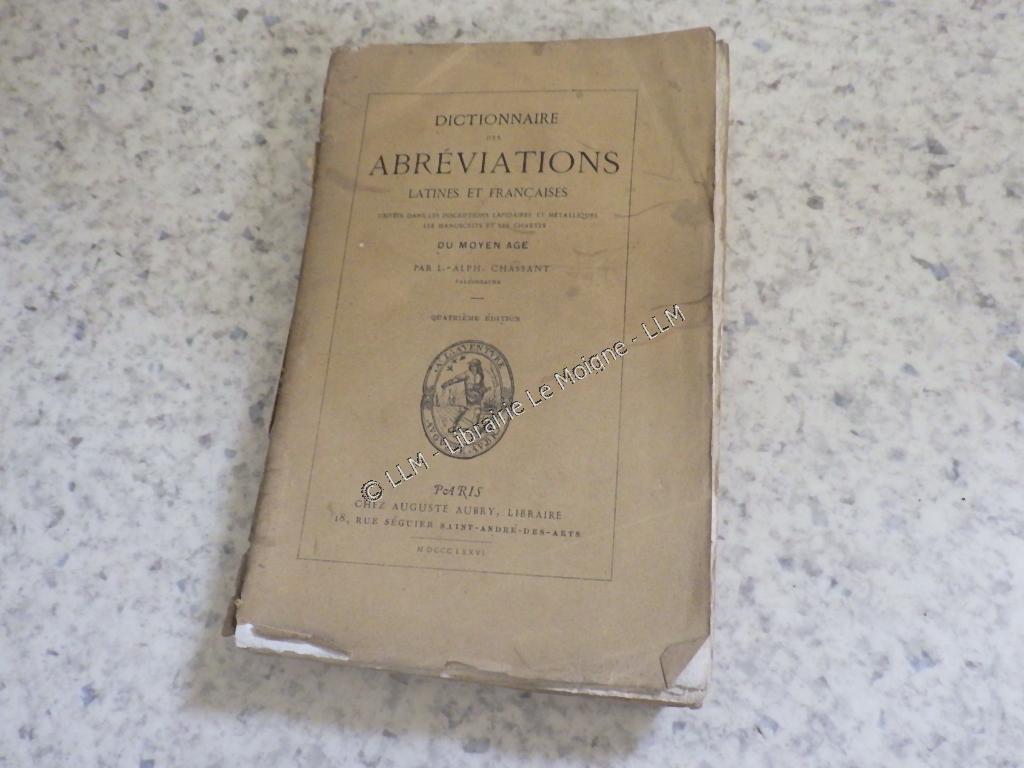 DICTIONNAIRE
DES
ABRÉVIATIONS
LATINES ET FRANÇAISES
USITÉES DANS LES INSCRIPTIONS LAPIDAIRES ET MÉTALLIQUES
LES MANUSCRITS ET LES CHARTES
DU MOYEN AGE
PAR L.-ALPH. CHASSANT
PALÉOGRAPHE
QUATRIÈME ÉDITION
© LLM - Librairie Le Moigne - LLM
PARIS
CHEZ AUGUSTE AUBRY, LIBRAIRE
18, RUE SÉGUIER SAINT-ANDRÉ-DES-ARTS
M DCCC LXXVI